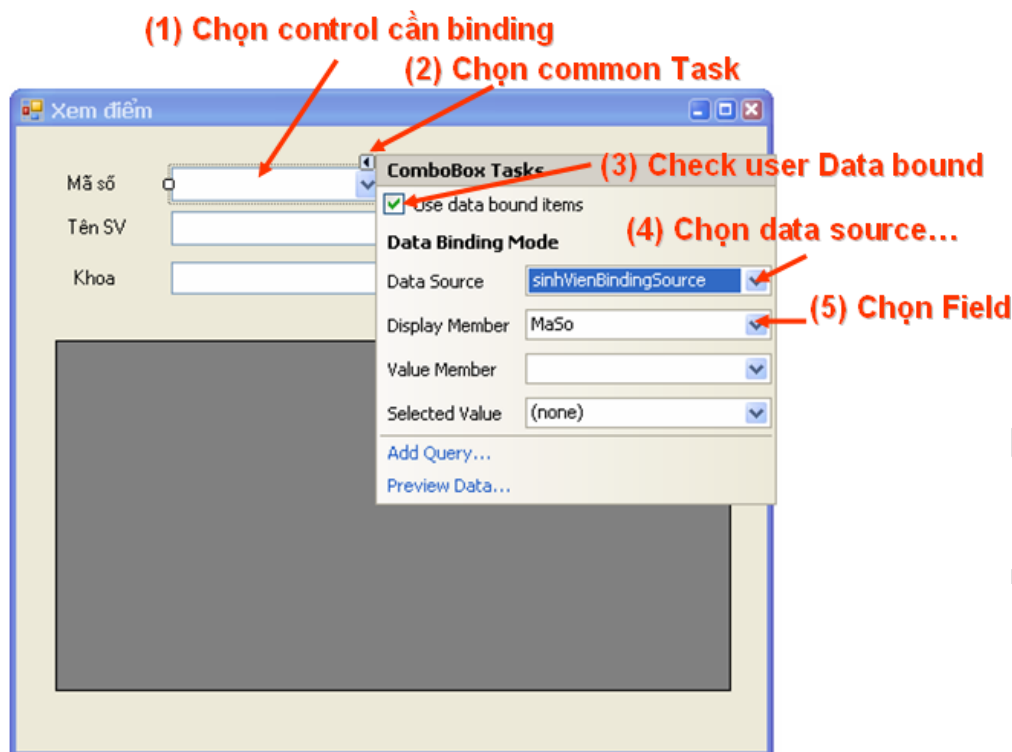 (1) Chọn control cần binding
(2) Chọn common Task
Xem điểm
ComboBox Tasks
(3) Check user Data bound
Mã số
Use data bound items
Tên SV
Data Binding Mode
(4) Chọn data source…
Khoa
Data Source
sinhVienBindingSource
(5) Chọn Field
Display Member
MaSo
Value Member
Selected Value
(none)
Add Query...
Preview Data...